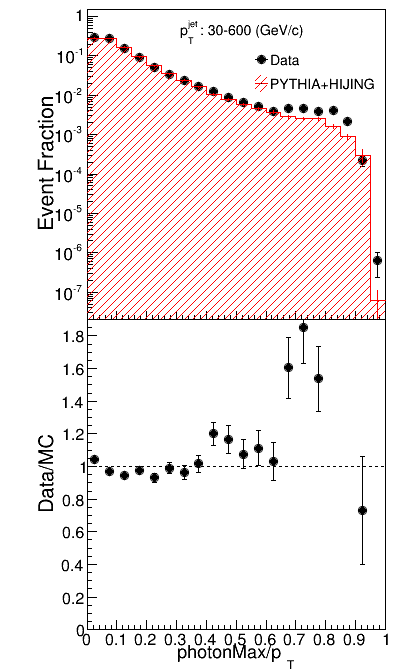 p_T^jet: 30-600 (GeV/c)
Data
PYTHIA+HIJING
Event Fraction
10^-1
10^-2
10^-3
10^-4
10^-5
10^-6
10^-7
1
Data/MC
1.8
1.6
1.4
1.2
1
0.8
0.6
0.4
0.2
0
0 0.1 0.2 0.3 0.4 0.5 0.6 0.7 0.8 0.9 1
photonMax/p_T